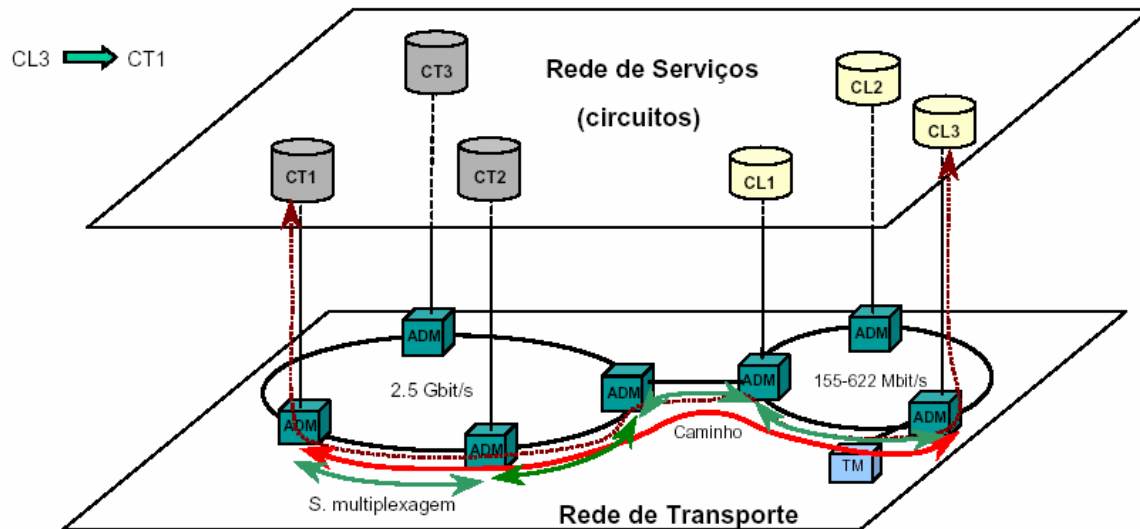 CL3 CT1
CT3
Rede de Serviços
(circuitos)
CL2
CL3
CT1
CT2
CL1
ADM
ADM
2.5 Gbit/s
ADM
ADM
155-622 Mbit/s
ADM
ADM
ADM
Caminho
TM
S. multiplexagem
Rede de Transporte